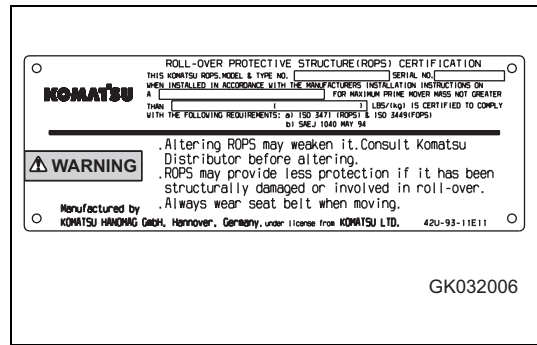 ROLL-OVER PROTECTIVE STRUCTURE(ROPS) CERTIFICATION
THIS KOMATSU ROPS.MODEL & TYPE NO. SERIAL NO.
WHEN INSTALLED IN ACCORDANCE WITH THE MANUFACTURERS INSTALLATION INSTRUCTIONS ON
KOMATSU
A FOR MAXIMUM PRIME MOVER MASS NOT GREATER
THAN ( ) LBS/(kg) IS CERTIFIED TO COMPLY
WITH THE FOLLOWING REQUIREMENTS: a) ISO 3471 (ROPS) & ISO 3449(FOPS)
b) SAEJ 1040 MAY 94
WARNING
.Altering ROPS may weaken it.Consult Komatsu
Distributor before altering.
.ROPS may provide less protection if it has been
structurally damaged or involved in roll-over.
.Always wear seat belt when moving.
Manufactured by
KOMATSU HANOMAG GmbH, Hannover, Germany, under license from KOMATSU LTD. 42U-93-11E11
GK032006